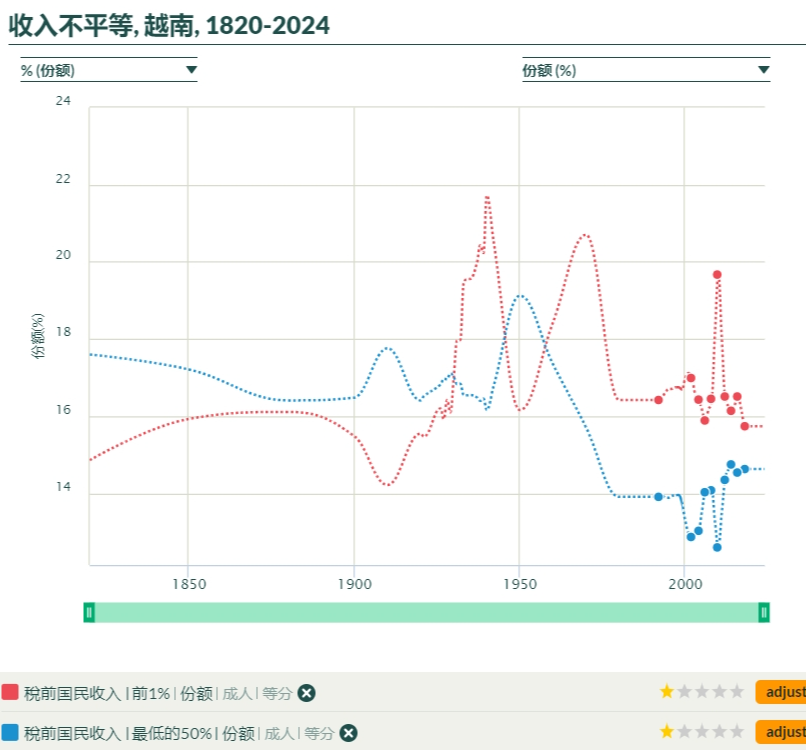 收入不平等, 越南, 1820-2024
% (份额) 份额 (%)
24
22
20
18
16
14
份额(%)
1850 1900 1950 2000
稅前国民收入 | 前1% | 份额 | 成人 | 等分
adjust
稅前国民收入 | 最低的50% | 份额 | 成人 | 等分
adjust